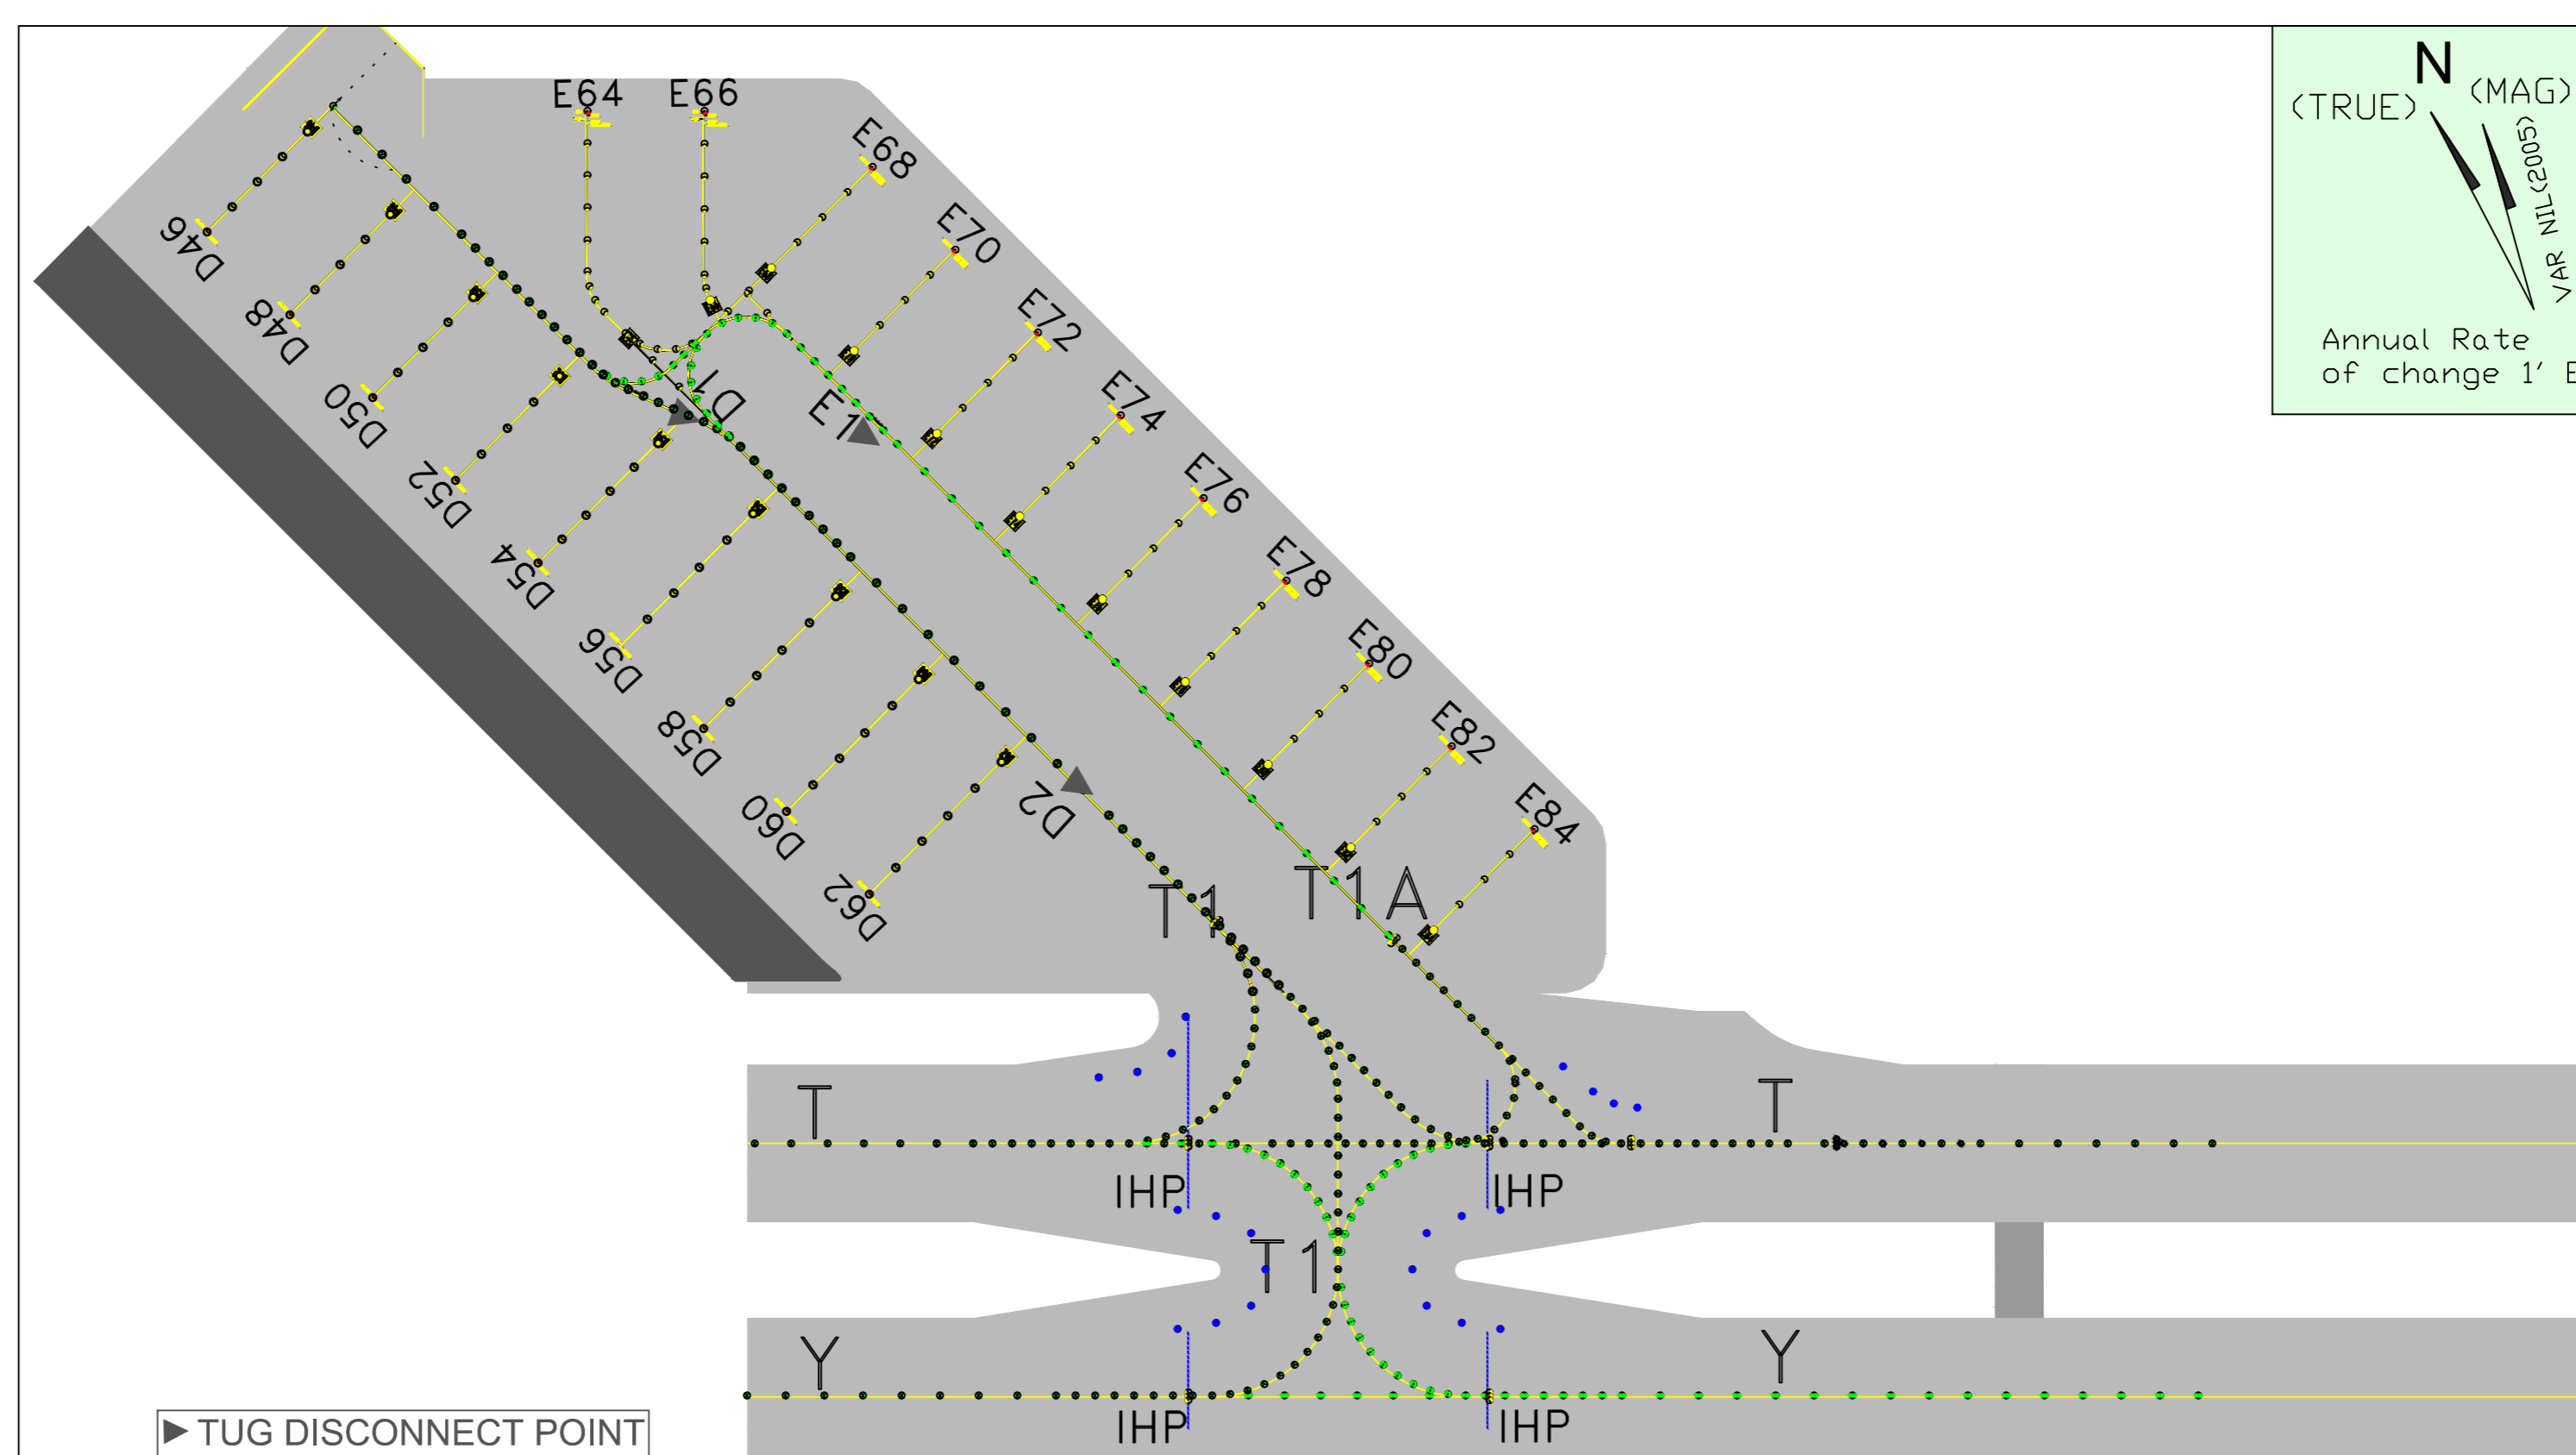 N
(TRUE)
(MAG)
VAR NIL(2005)
Annual Rate
of change 1' E
E64
E66
E68
E70
E72
E74
E76
E78
E80
E82
E84
D46
D48
D50
D52
D54
D56
D58
D60
D62
D1
E1
D2
T1
T1A
T
T
IHP
IHP
T1
Y
Y
IHP
IHP
TUG DISCONNECT POINT